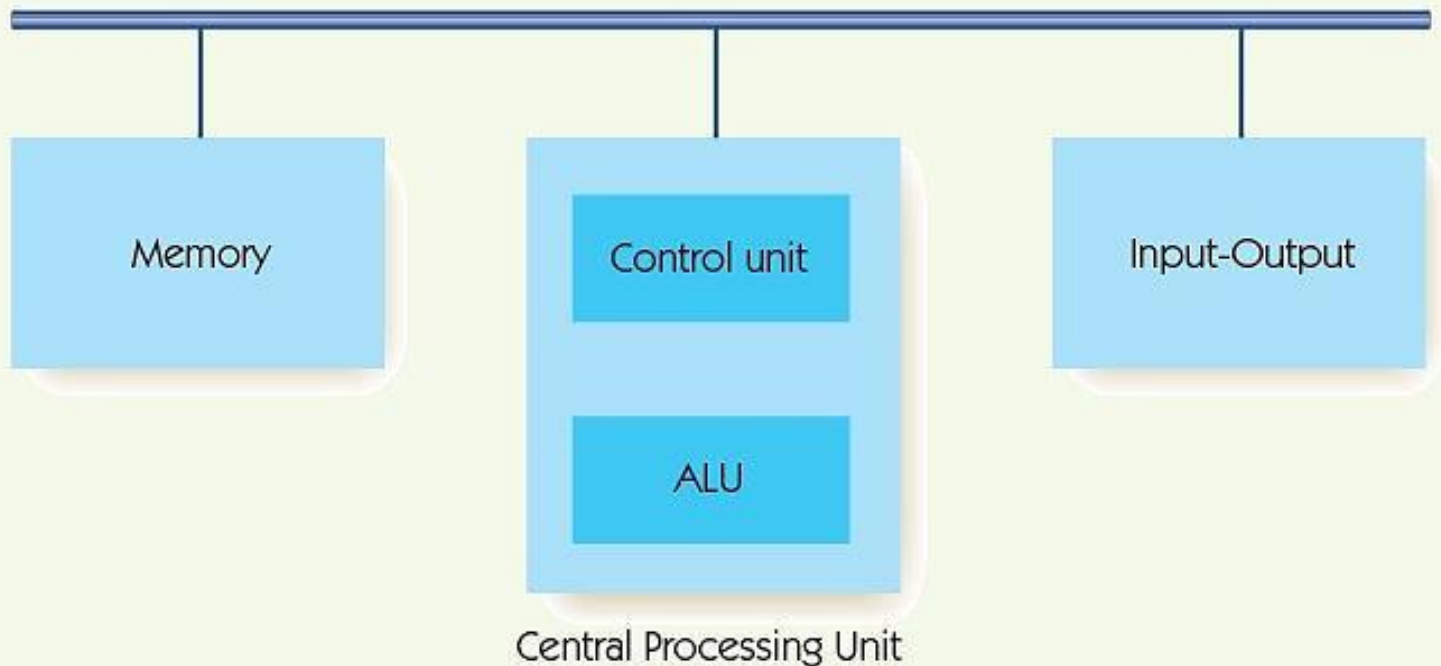 Memory
Control unit
Input-Output
ALU
Central Processing Unit